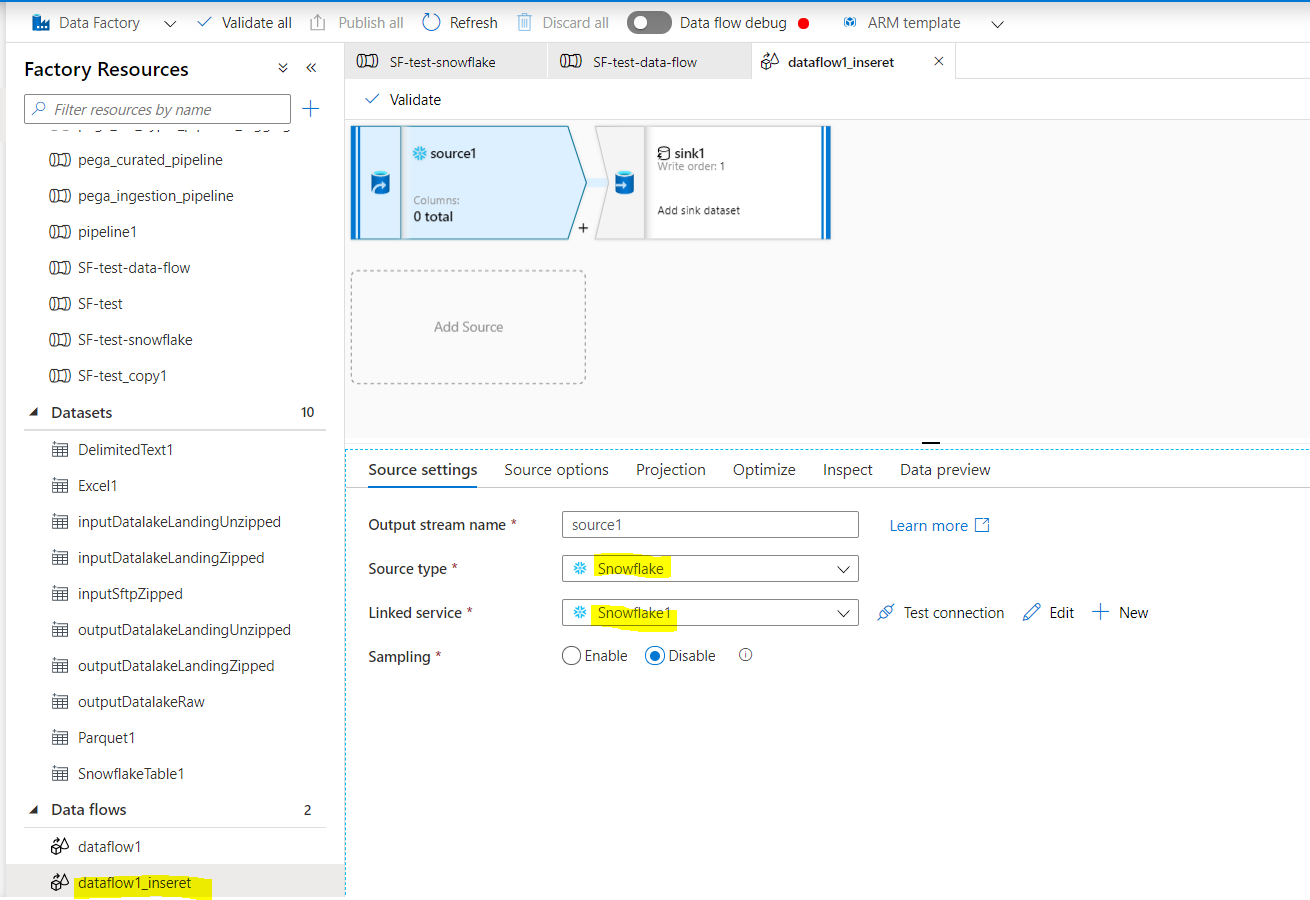 Data Factory
Validate all
Publish all
Refresh
Discard all
Data flow debug
ARM template
Factory Resources
Filter resources by name
pega_curated_pipeline
pega_ingestion_pipeline
pipeline1
SF-test-data-flow
SF-test
SF-test-snowflake
SF-test_copy1
Datasets 10
DelimitedText1
Excel1
inputDatalakeLandingUnzipped
inputDatalakeLandingZipped
inputSftpZipped
outputDatalakeLandingUnzipped
outputDatalakeLandingZipped
outputDatalakeRaw
Parquet1
SnowflakeTable1
Data flows 2
dataflow1
dataflow1_inseret
SF-test-snowflake
SF-test-data-flow
dataflow1_inseret
Validate
source1
Columns:
0 total
+
sink1
Write order: 1
Add sink dataset
Add Source
Source settings
Source options
Projection
Optimize
Inspect
Data preview
Output stream name *
source1
Learn more
Source type *
Snowflake
Linked service *
Snowflake1
Test connection
Edit
New
Sampling *
Enable
Disable